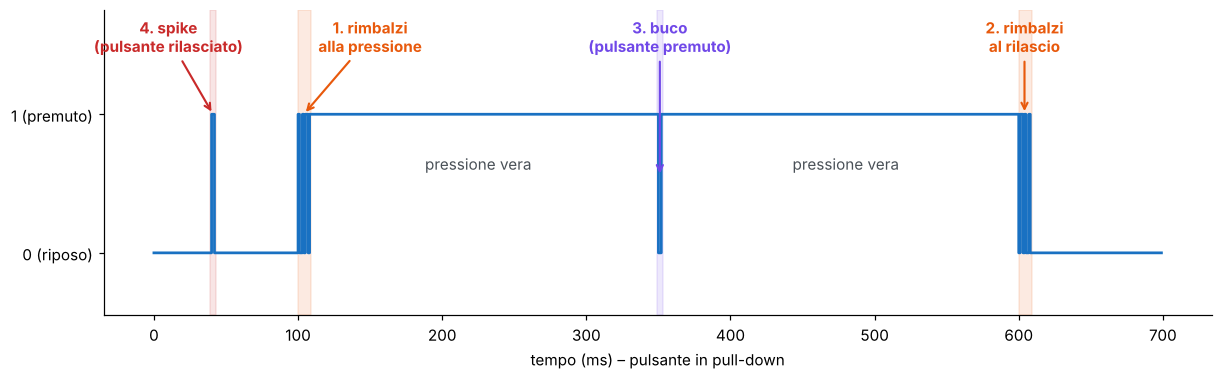 4. spike
(pulsante rilasciato)
1. rimbalzi
alla pressione
3. buco
(pulsante premuto)
2. rimbalzi
al rilascio
1 (premuto)
pressione vera
pressione vera
0 (riposo)
0 100 200 300 400 500 600 700
tempo (ms) – pulsante in pull-down